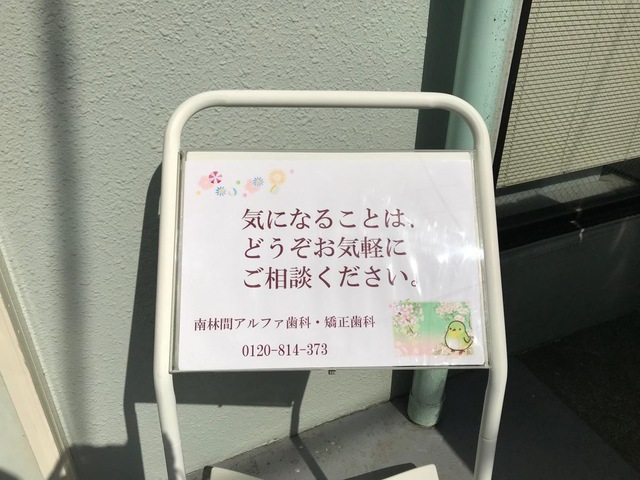 気になることは、
どうぞお気軽に
ご相談ください。
南林間アルファ歯科・矯正歯科
0120-814-373